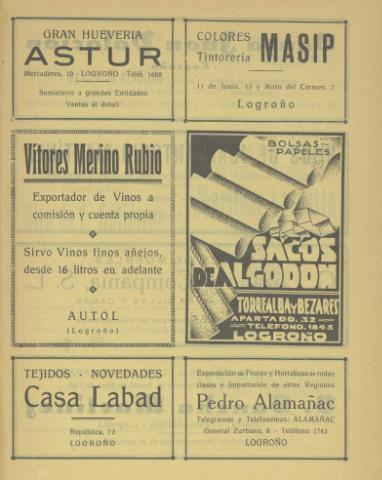 GRAN HUEVERIA
ASTUR
Mercaderes, 10 - LOGROÑO - Teléf. 1668
Suministro a grandes Entidades
Ventas al detall
COLORES
Tintorería
MASIP
11 de Junio, 13 y Muro del Carmen, 7
Logroño
Vitores Merino Rubio
Exportador de Vinos a
comisión y cuenta propia
Sirvo Vinos finos añejos,
desde 16 litros en adelante
AUTOL
(Logroño)
BOLSAS
PAPELES
SACOS
DE ALGODON
TORREALBA Y BEZARES
APARTADO. 32
TELEFONO. 1845
LOGROÑO
TEJIDOS - NOVEDADES
Casa Labad
República, 72
LOGROÑO
Exportación de Frutas y Hortalizas de todas
clases e Importación de otras Regiones
Pedro Alamañac
Telegramas y Telefonemas: ALAMAÑAC
General Zurbano, 8 - Teléfono 1743
LOGROÑO